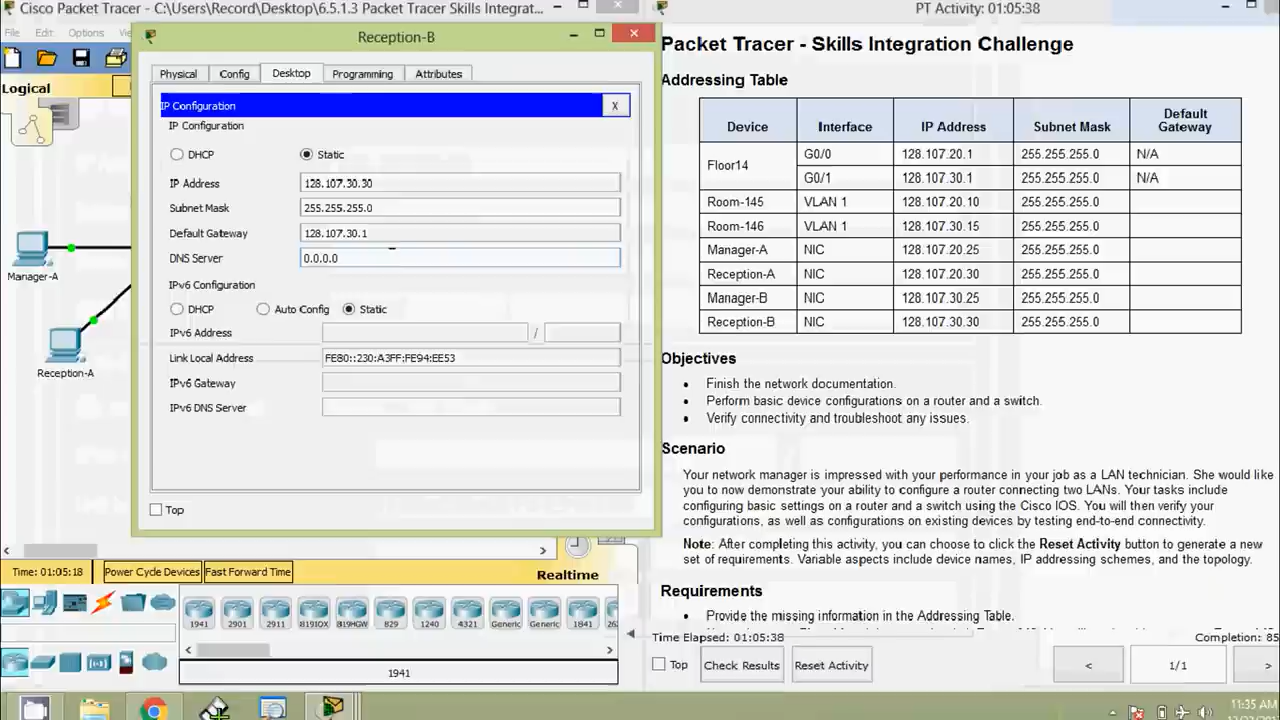 Cisco Packet Tracer - C:\Users\Record\Desktop\6.5.1.3 Packet Tracer Skills Integrat...
File Edit Options
Logical
Manager-A
Reception-A
Reception-B
Physical Config Desktop Programming Attributes
IP Configuration X
IP Configuration
DHCP Static
IP Address 128.107.30.30
Subnet Mask 255.255.255.0
Default Gateway 128.107.30.1
DNS Server 0.0.0.0
IPv6 Configuration
DHCP Auto Config Static
IPv6 Address /
Link Local Address FE80::230:A3FF:FE94:EE53
IPv6 Gateway
IPv6 DNS Server
Top
Time: 01:05:18 Power Cycle Devices Fast Forward Time Realtime
1941 2901 2911 819IOX 819HGW 829 1240 4321 Generic Generic 1841
1941
PT Activity: 01:05:38
Packet Tracer - Skills Integration Challenge
Addressing Table
Device Interface IP Address Subnet Mask Default Gateway
Floor14 G0/0 128.107.20.1 255.255.255.0 N/A
G0/1 128.107.30.1 255.255.255.0 N/A
Room-145 VLAN 1 128.107.20.10 255.255.255.0
Room-146 VLAN 1 128.107.30.15 255.255.255.0
Manager-A NIC 128.107.20.25 255.255.255.0
Reception-A NIC 128.107.20.30 255.255.255.0
Manager-B NIC 128.107.30.25 255.255.255.0
Reception-B NIC 128.107.30.30 255.255.255.0
Objectives
• Finish the network documentation.
• Perform basic device configurations on a router and a switch.
• Verify connectivity and troubleshoot any issues.
Scenario
Your network manager is impressed with your performance in your job as a LAN technician. She would like
you to now demonstrate your ability to configure a router connecting two LANs. Your tasks include
configuring basic settings on a router and a switch using the Cisco IOS. You will then verify your
configurations, as well as configurations on existing devices by testing end-to-end connectivity.
Note: After completing this activity, you can choose to click the Reset Activity button to generate a new
set of requirements. Variable aspects include device names, IP addressing schemes, and the topology.
Requirements
• Provide the missing information in the Addressing Table.
Time Elapsed: 01:05:38 Completion: 85
Top Check Results Reset Activity < 1/1 >
11:35 AM